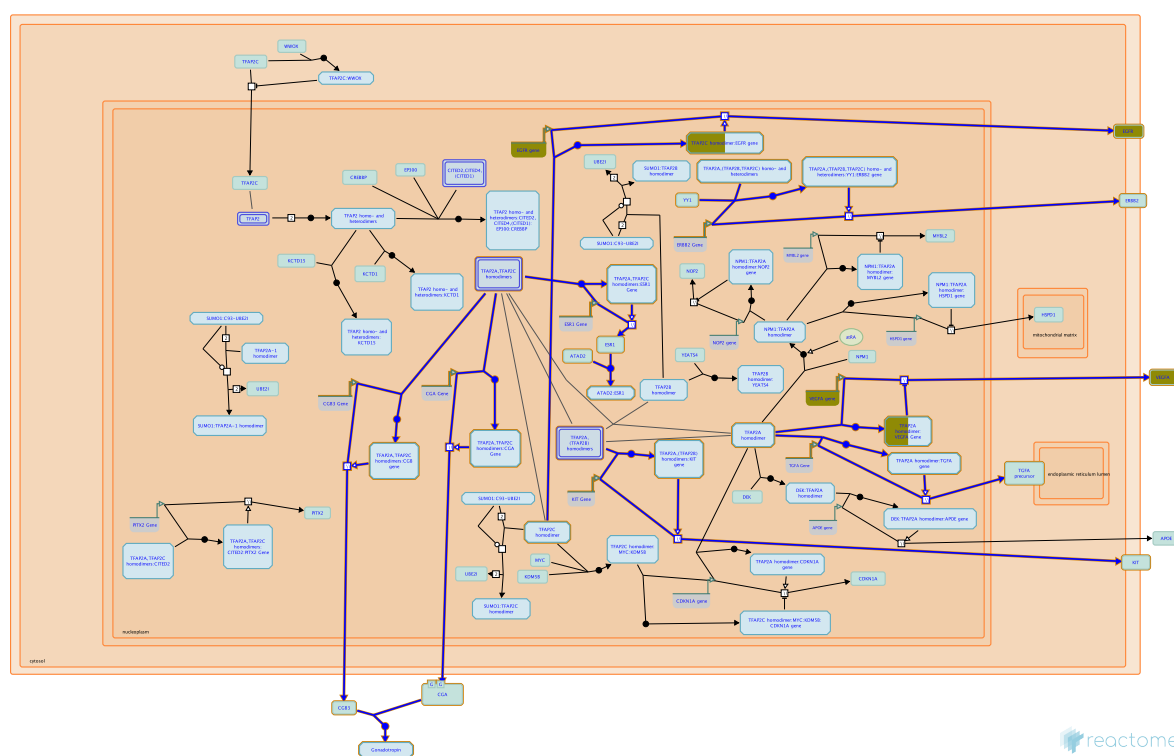 WWOX
TFAP2C
TFAP2C:WWOX
EGFR gene
TFAP2C homodimer:EGFR gene
EGFR
UBE2I
SUMO1:TFAP2B
homodimer
TFAP2A,(TFAP2B,TFAP2C) homo- and
heterodimers
TFAP2A,(TFAP2B,TFAP2C) homo- and
heterodimers:YY1:ERBB2 gene
CREBBP
EP300
CITED2,CITED4,
(CITED1)
TFAP2C
YY1
ERBB2
TFAP2
TFAP2 homo- and
heterodimers
TFAP2 homo- and
heterodimers:CITED2,
CITED4,(CITED1):
EP300:CREBBP
SUMO1:C93-UBE2I
ERBB2 Gene
MYBL2 gene
MYBL2
KCTD15
KCTD1
TFAP2 homo- and
heterodimers:KCTD1
TFAP2A,TFAP2C
homodimers
TFAP2A,TFAP2C
homodimers:ESR1
Gene
NOP2
NPM1:TFAP2A
homodimer:NOP2
gene
NPM1:TFAP2A
homodimer:
MYBL2 gene
NPM1:TFAP2A
homodimer:
HSPD1 gene
SUMO1:C93-UBE2I
TFAP2 homo- and
heterodimers:
KCTD15
ESR1 Gene
ESR1
NOP2 gene
NPM1:TFAP2A
homodimer
atRA
HSPD1 gene
HSPD1
mitochondrial matrix
TFAP2A-1
homodimer
ATAD2
YEATS4
NPM1
UBE2I
CGB3 Gene
CGA Gene
ATAD2:ESR1
TFAP2B
homodimer
TFAP2B
homodimer:
YEATS4
VEGFA gene
VEGFA
SUMO1:TFAP2A-1 homodimer
TFAP2A,TFAP2C
homodimers:CGB
gene
TFAP2A,TFAP2C
homodimers:CGA
Gene
TFAP2A,
(TFAP2B)
homodimers
TFAP2A,(TFAP2B)
homodimers:KIT
gene
TFAP2A
homodimer
TFAP2A
homodimer:
VEGFA Gene
TGFA Gene
TFAP2A homodimer:TGFA
gene
TGFA
precursor
endoplasmic reticulum lumen
KIT Gene
DEK
DEK:TFAP2A
homodimer
PITX2 Gene
PITX2
SUMO1:C93-UBE2I
APOE gene
DEK:TFAP2A homodimer:APOE gene
APOE
TFAP2A,TFAP2C
homodimers:CITED2
TFAP2A,TFAP2C
homodimers:
CITED2:PITX2 Gene
TFAP2C
homodimer
TFAP2C homodimer:
MYC:KDM5B
MYC
KDM5B
UBE2I
TFAP2A homodimer:CDKN1A
gene
CDKN1A
KIT
CDKN1A gene
SUMO1:TFAP2C
homodimer
TFAP2C homodimer:MYC:KDM5B:
CDKN1A gene
nucleoplasm
cytosol
CGB3
CGA
Gonadotropin
reactome